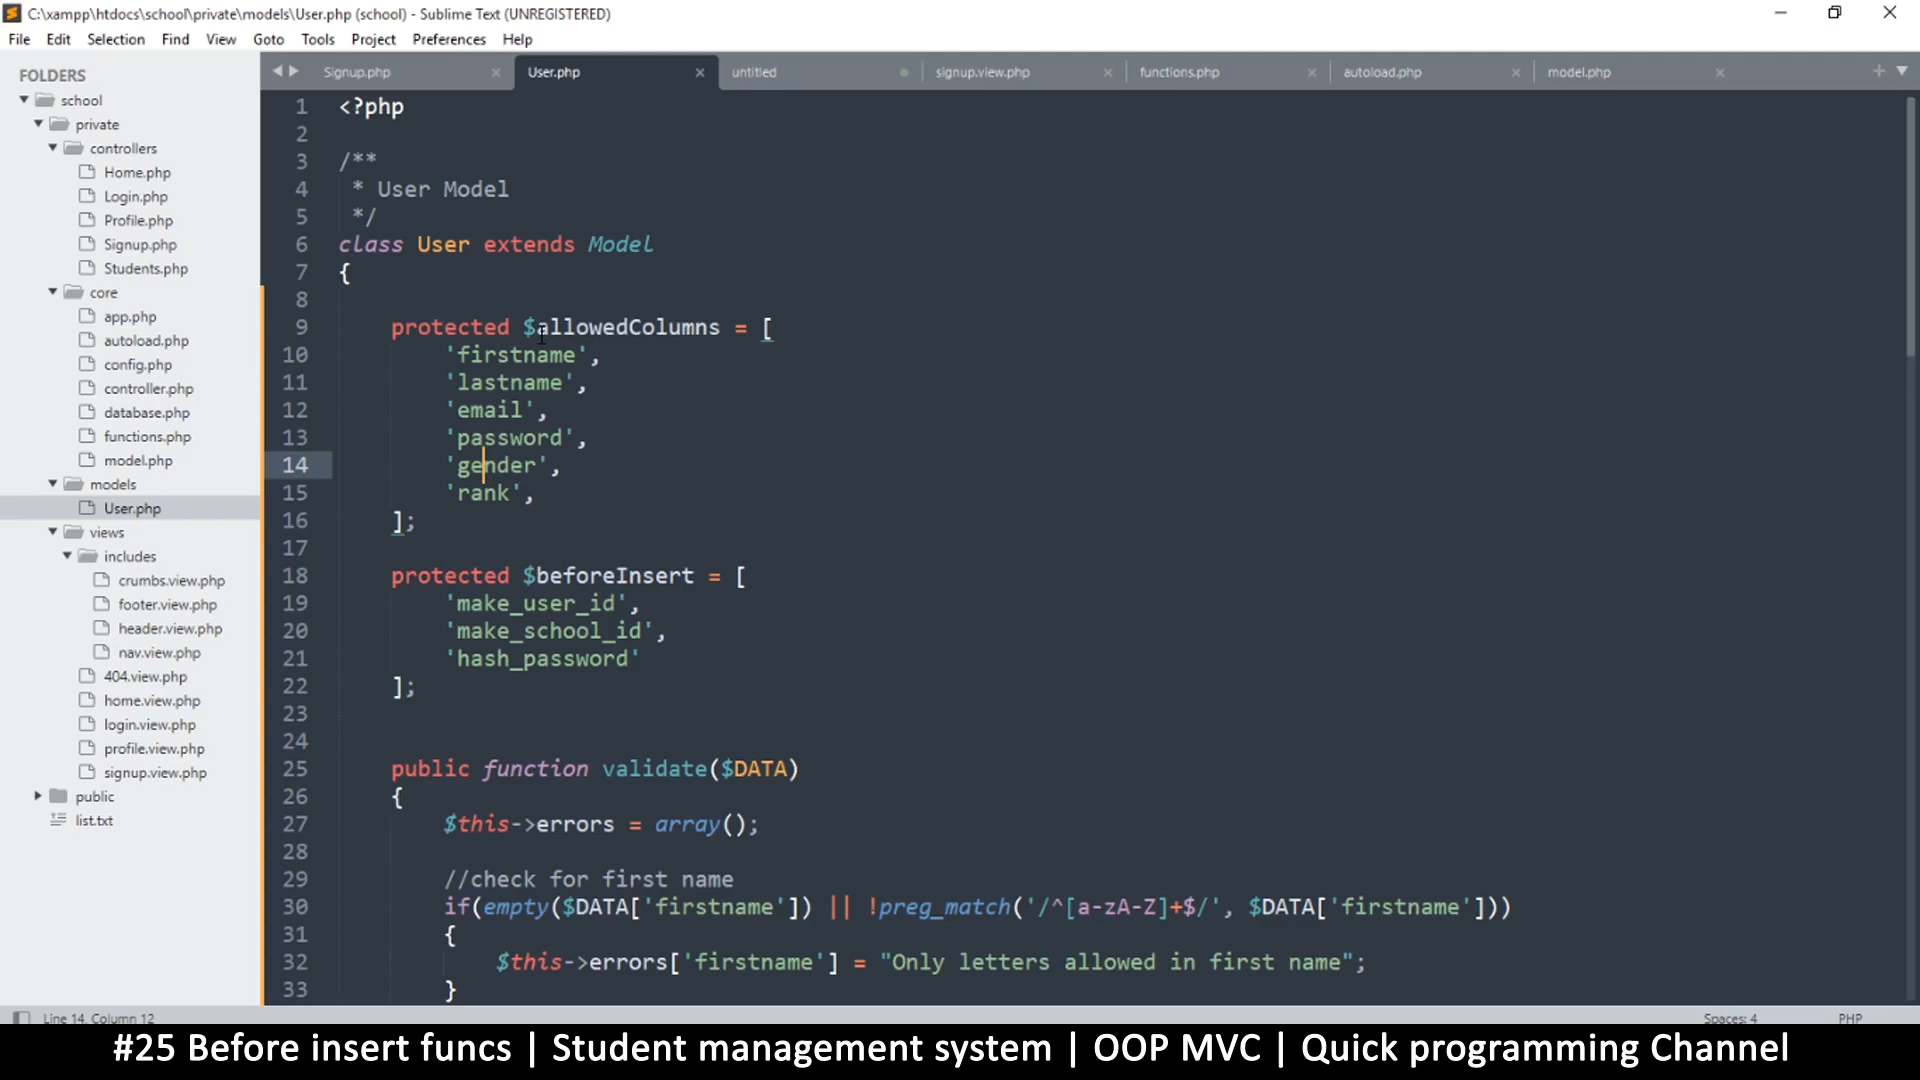 C:\xampp\htdocs\school\private\models\User.php (school) - Sublime Text (UNREGISTERED)
File Edit Selection Find View Goto Tools Project Preferences Help
FOLDERS
school
private
controllers
Home.php
Login.php
Profile.php
Signup.php
Students.php
core
app.php
autoload.php
config.php
controller.php
database.php
functions.php
model.php
models
User.php
views
includes
crumbs.view.php
footer.view.php
header.view.php
nav.view.php
404.view.php
home.view.php
login.view.php
profile.view.php
signup.view.php
public
list.txt
Signup.php User.php untitled signup.view.php functions.php autoload.php model.php
1 <?php
2
3 /**
4 * User Model
5 */
6 class User extends Model
7 {
8
9 protected $allowedColumns = [
10 'firstname',
11 'lastname',
12 'email',
13 'password',
14 'gender',
15 'rank',
16 ];
17
18 protected $beforeInsert = [
19 'make_user_id',
20 'make_school_id',
21 'hash_password'
22 ];
23
24
25 public function validate($DATA)
26 {
27 $this->errors = array();
28
29 //check for first name
30 if(empty($DATA['firstname']) || !preg_match('/^[a-zA-Z]+$/', $DATA['firstname']))
31 {
32 $this->errors['firstname'] = "Only letters allowed in first name";
33 }
Line 14, Column 12 Spaces: 4 PHP
#25 Before insert funcs | Student management system | OOP MVC | Quick programming Channel